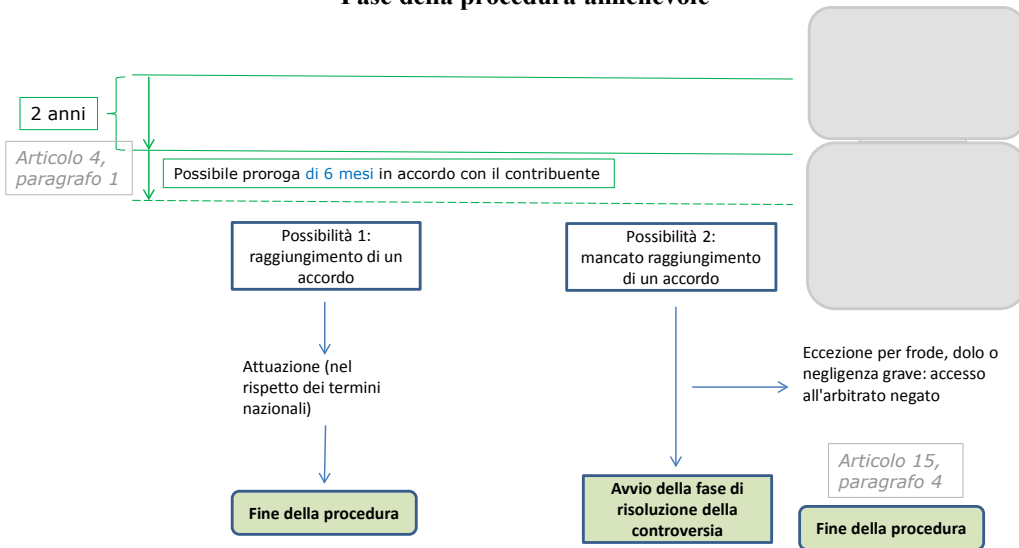 Fase della procedura amichevole
2 anni
Articolo 4,
paragrafo 1
Possibile proroga di 6 mesi in accordo con il contribuente
Possibilità 1:
raggiungimento di un
accordo
Possibilità 2:
mancato raggiungimento
di un accordo
Attuazione (nel
rispetto dei termini
nazionali)
Eccezione per frode, dolo o
negligenza grave: accesso
all'arbitrato negato
Articolo 15,
paragrafo 4
Fine della procedura
Avvio della fase di
risoluzione della
controversia
Fine della procedura